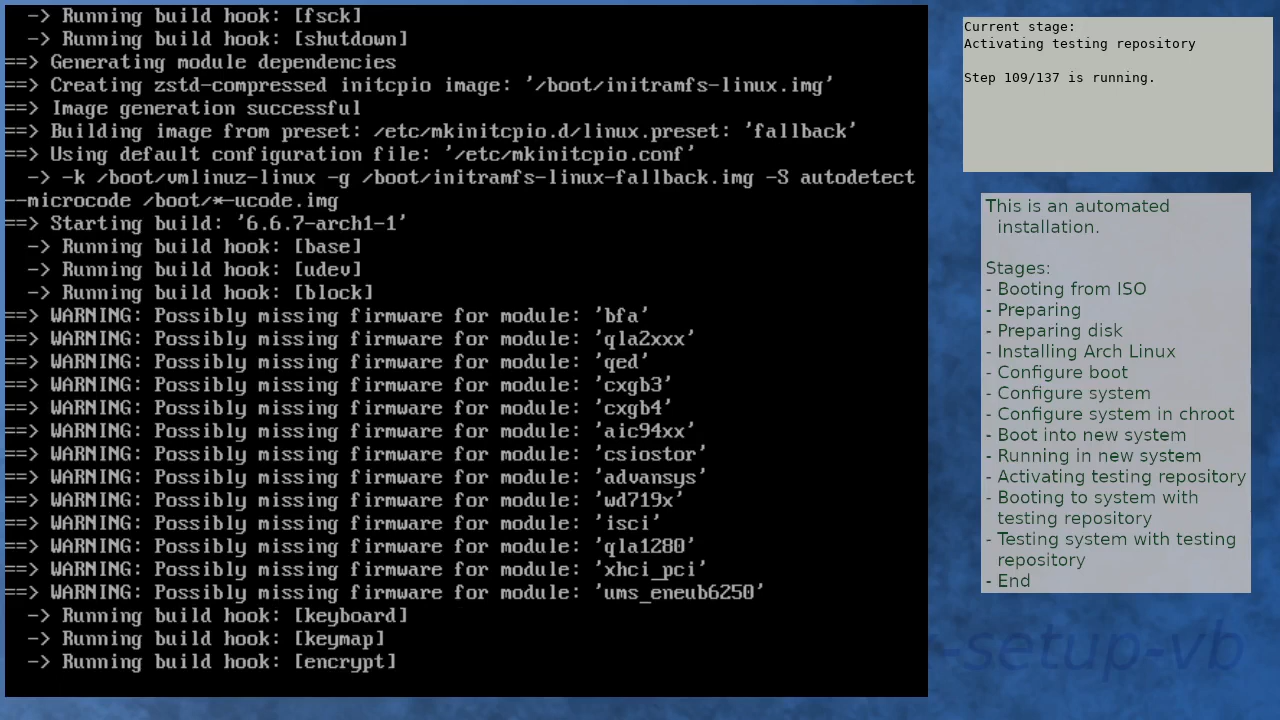 -> Running build hook: [fsck]
-> Running build hook: [shutdown]
==> Generating module dependencies
==> Creating zstd-compressed initcpio image: '/boot/initramfs-linux.img'
==> Image generation successful
==> Building image from preset: /etc/mkinitcpio.d/linux.preset: 'fallback'
==> Using default configuration file: '/etc/mkinitcpio.conf'
-> -k /boot/vmlinuz-linux -g /boot/initramfs-linux-fallback.img -S autodetect
--microcode /boot/*-ucode.img
==> Starting build: '6.6.7-arch1-1'
-> Running build hook: [base]
-> Running build hook: [udev]
-> Running build hook: [block]
==> WARNING: Possibly missing firmware for module: 'bfa'
==> WARNING: Possibly missing firmware for module: 'qla2xxx'
==> WARNING: Possibly missing firmware for module: 'qed'
==> WARNING: Possibly missing firmware for module: 'cxgb3'
==> WARNING: Possibly missing firmware for module: 'cxgb4'
==> WARNING: Possibly missing firmware for module: 'aic94xx'
==> WARNING: Possibly missing firmware for module: 'csiostor'
==> WARNING: Possibly missing firmware for module: 'advansys'
==> WARNING: Possibly missing firmware for module: 'wd719x'
==> WARNING: Possibly missing firmware for module: 'isci'
==> WARNING: Possibly missing firmware for module: 'qla1280'
==> WARNING: Possibly missing firmware for module: 'xhci_pci'
==> WARNING: Possibly missing firmware for module: 'ums_eneub6250'
-> Running build hook: [keyboard]
-> Running build hook: [keymap]
-> Running build hook: [encrypt]
Current stage:
Activating testing repository
Step 109/137 is running.
This is an automated
installation.
Stages:
- Booting from ISO
- Preparing
- Preparing disk
- Installing Arch Linux
- Configure boot
- Configure system
- Configure system in chroot
- Boot into new system
- Running in new system
- Activating testing repository
- Booting to system with
testing repository
- Testing system with testing
repository
- End
-setup-vb